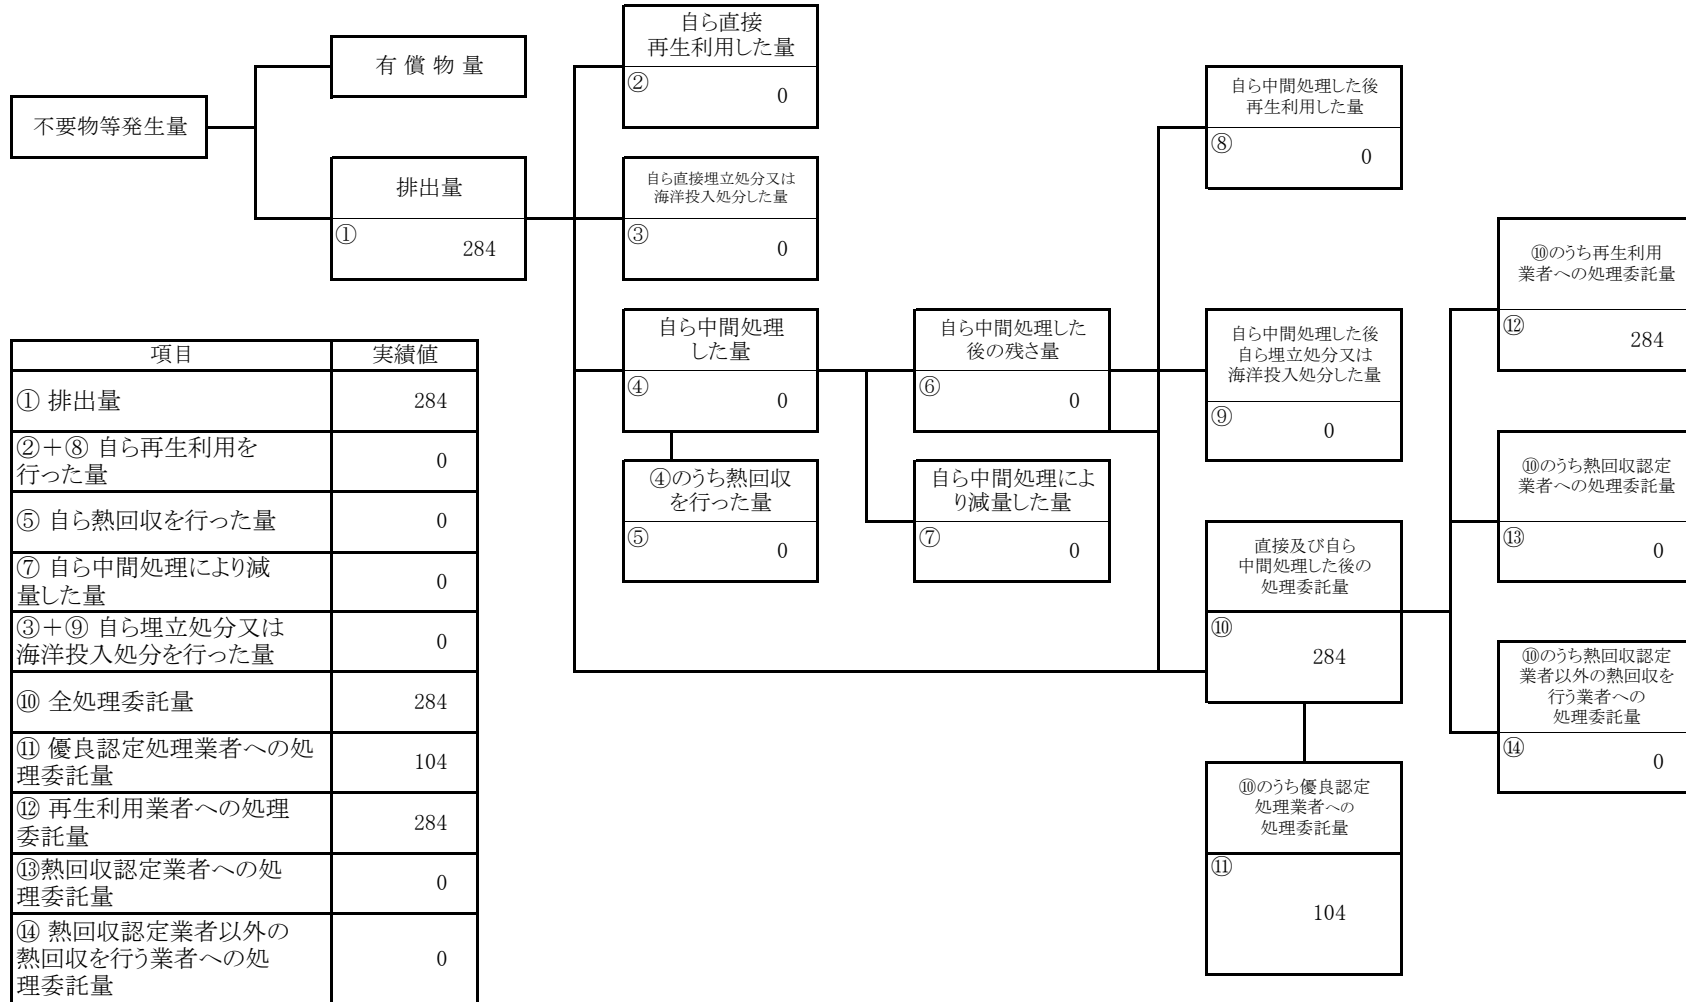 不要物等発生量
有 償 物 量
排出量
①
284
自ら直接
再生利用した量
②
0
自ら直接埋立処分又は
海洋投入処分した量
③
0
自ら中間処理
した量
④
0
④のうち熱回収
を行った量
⑤
0
自ら中間処理した
後の残さ量
⑥
0
自ら中間処理によ
り減量した量
⑦
0
自ら中間処理した後
再生利用した量
⑧
0
自ら中間処理した後
自ら埋立処分又は
海洋投入処分した量
⑨
0
直接及び自ら
中間処理した後の
処理委託量
⑩
284
⑩のうち優良認定
処理業者への
処理委託量
⑪
104
⑩のうち再生利用
業者への処理委託量
⑫
284
⑩のうち熱回収認定
業者への処理委託量
⑬
0
⑩のうち熱回収認定
業者以外の熱回収を
行う業者への
処理委託量
⑭
0
項目 実績値
① 排出量 284
②+⑧ 自ら再生利用を
行った量 0
⑤ 自ら熱回収を行った量 0
⑦ 自ら中間処理により減
量した量 0
③+⑨ 自ら埋立処分又は
海洋投入処分を行った量 0
⑩ 全処理委託量 284
⑪ 優良認定処理業者への処
理委託量 104
⑫ 再生利用業者への処理
委託量 284
⑬熱回収認定業者への処
理委託量 0
⑭ 熱回収認定業者以外の
熱回収を行う業者への処
理委託量 0